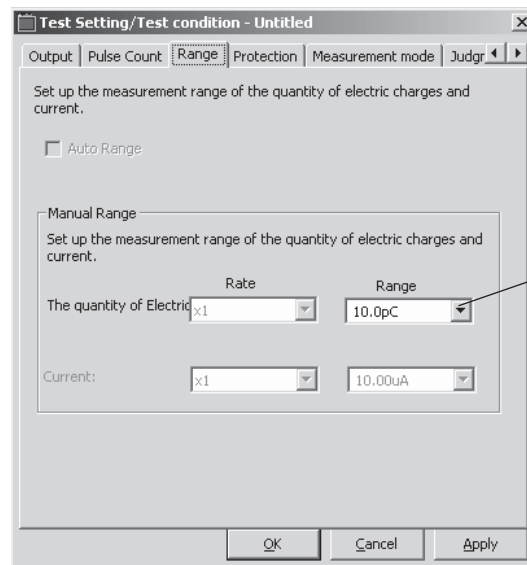 Test Setting/Test condition - Untitled
Output Pulse Count Range Protection Measurement mode Judgr
Set up the measurement range of the quantity of electric charges and
current.
Auto Range
Manual Range
Set up the measurement range of the quantity of electric charges and
current.
Rate Range
The quantity of Electric x1 10.0pC
Current: x1 10.00uA
OK Cancel Apply